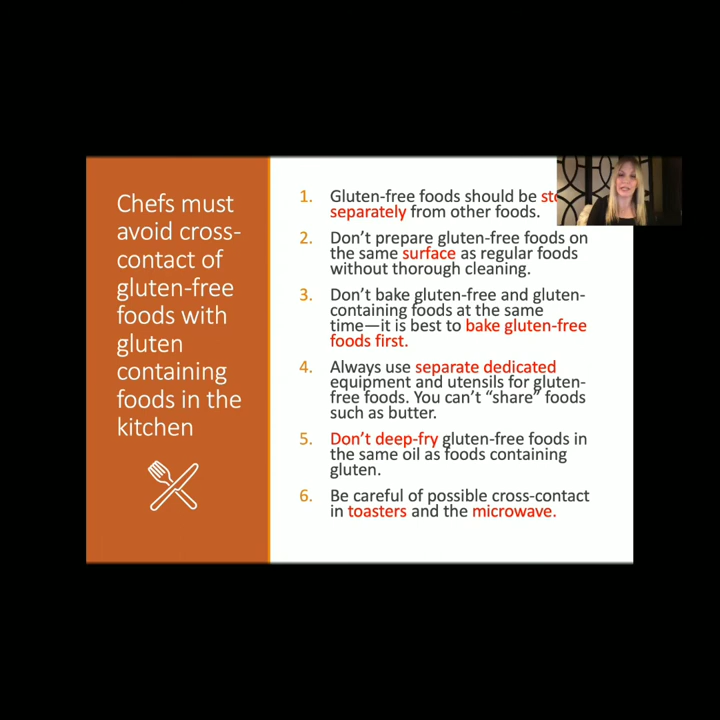 Chefs must
avoid cross-
contact of
gluten-free
foods with
gluten
containing
foods in the
kitchen
1. Gluten-free foods should be
separately from other foods.
2. Don't prepare gluten-free foods on
the same surface as regular foods
without thorough cleaning.
3. Don't bake gluten-free and gluten-
containing foods at the same
time—it is best to bake gluten-free
foods first.
4. Always use separate dedicated
equipment and utensils for gluten-
free foods. You can't “share” foods
such as butter.
5. Don't deep-fry gluten-free foods in
the same oil as foods containing
gluten.
6. Be careful of possible cross-contact
in toasters and the microwave.